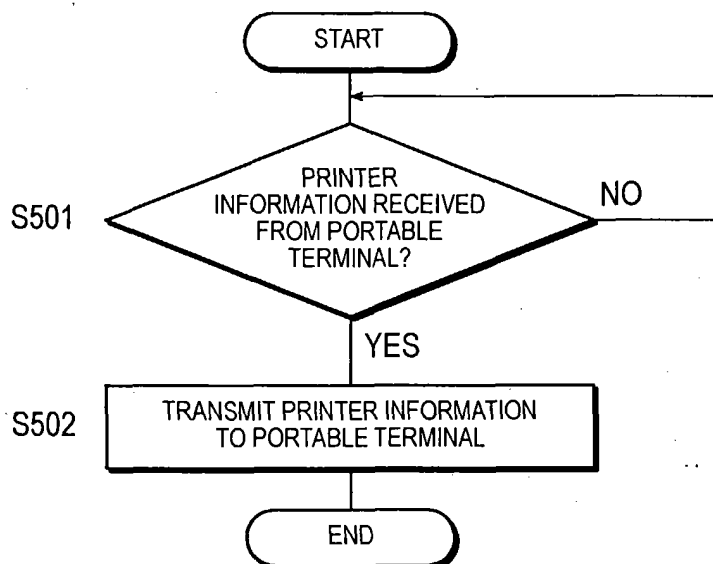 START
PRINTER
INFORMATION RECEIVED
FROM PORTABLE
TERMINAL?
S501
NO
YES
S502
TRANSMIT PRINTER INFORMATION
TO PORTABLE TERMINAL
END